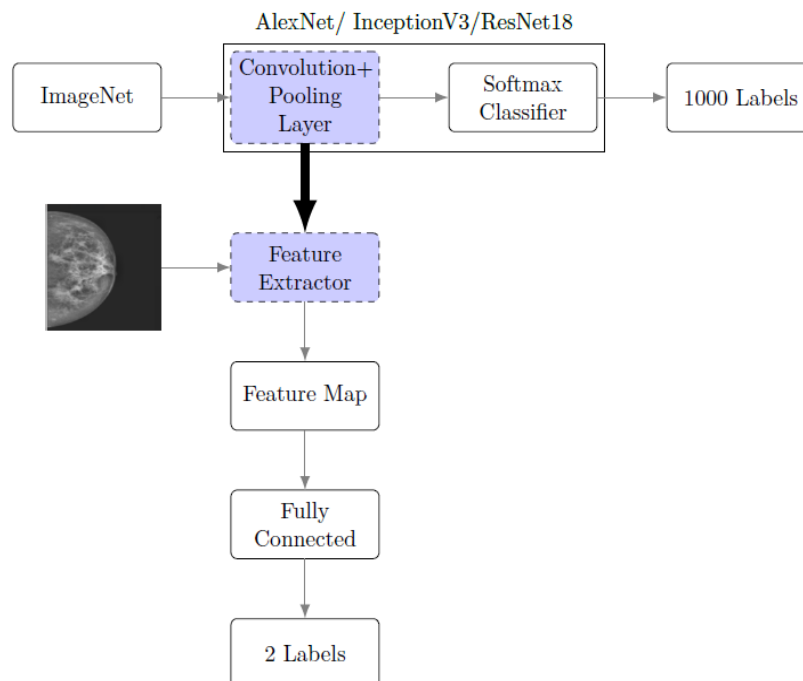 AlexNet/ InceptionV3/ResNet18
ImageNet
Convolution+
Pooling
Layer
Softmax
Classifier
1000 Labels
Feature
Extractor
Feature Map
Fully
Connected
2 Labels